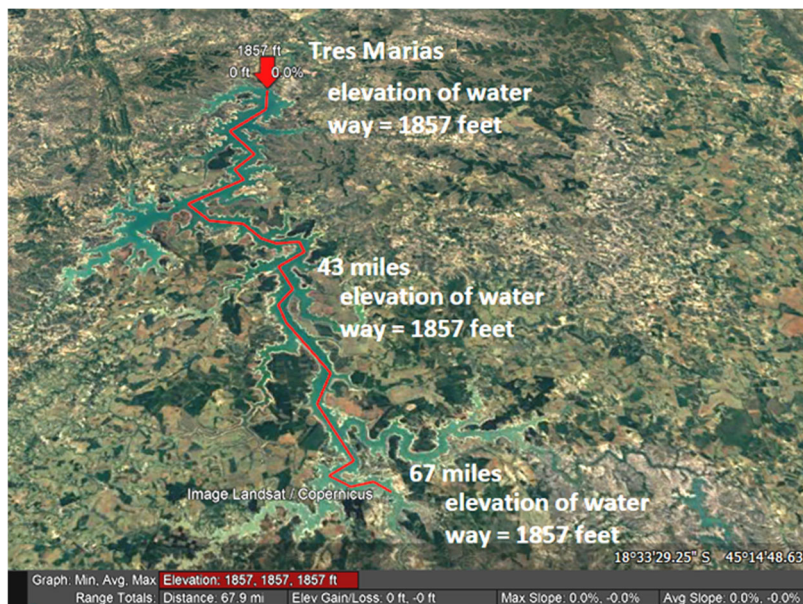 1857 ft
Tres Marias
0 ft 0.0%
elevation of water
way = 1857 feet
43 miles
elevation of water
way = 1857 feet
67 miles
Image Landsat / Copernicus
elevation of water
way = 1857 feet
18°33'29.25" S 45°14'48.63
Graph: Min, Avg, Max Elevation: 1857, 1857, 1857 ft
Range Totals: Distance: 67.9 mi Elev Gain/Loss: 0 ft, -0 ft Max Slope: 0.0%, -0.0% Avg Slope: 0.0%, -0.0%